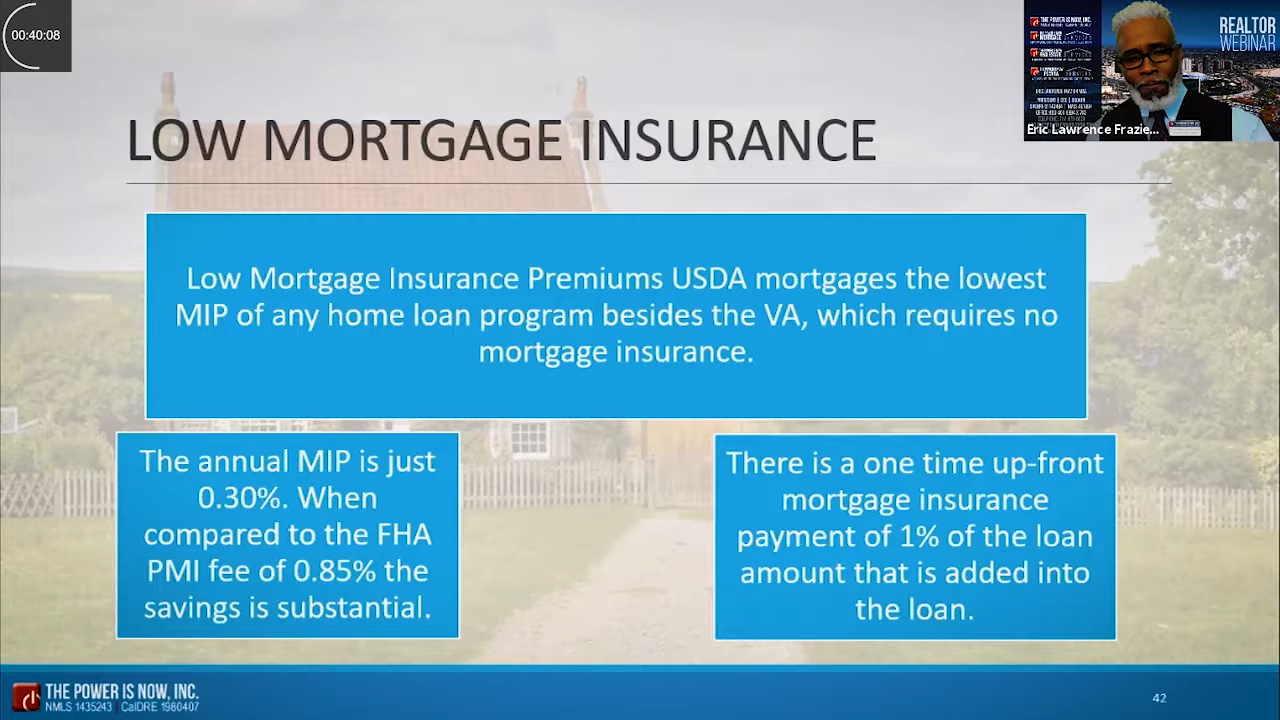 00:40:08
THE POWER IS NOW, INC.
REALTOR
WEBINAR
Eric Lawrence Frazie...
LOW MORTGAGE INSURANCE
Low Mortgage Insurance Premiums USDA mortgages the lowest
MIP of any home loan program besides the VA, which requires no
mortgage insurance.
The annual MIP is just
0.30%. When
compared to the FHA
PMI fee of 0.85% the
savings is substantial.
There is a one time up-front
mortgage insurance
payment of 1% of the loan
amount that is added into
the loan.
THE POWER IS NOW, INC.
NMLS 1435243 | CalDRE 1980407
42